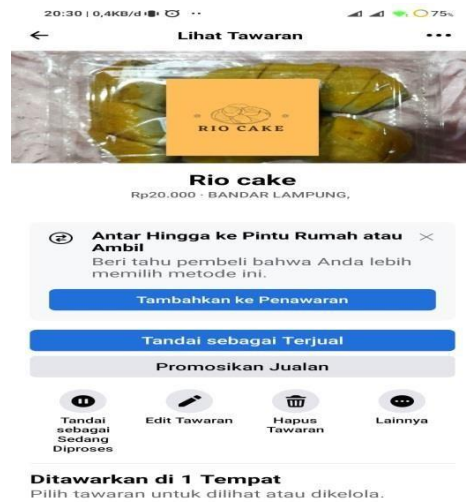 20:30 | 0,4KB/d
75%
Lihat Tawaran
RIO CAKE
Rio cake
Rp20.000 · BANDAR LAMPUNG,
Antar Hingga ke Pintu Rumah atau
Ambil
Beri tahu pembeli bahwa Anda lebih
memilih metode ini.
Tambahkan ke Penawaran
Tandai sebagai Terjual
Promosikan Jualan
Tandai
sebagai
Sedang
Diproses
Edit Tawaran
Hapus
Tawaran
Lainnya
Ditawarkan di 1 Tempat
Pilih tawaran untuk dilihat atau dikelola.